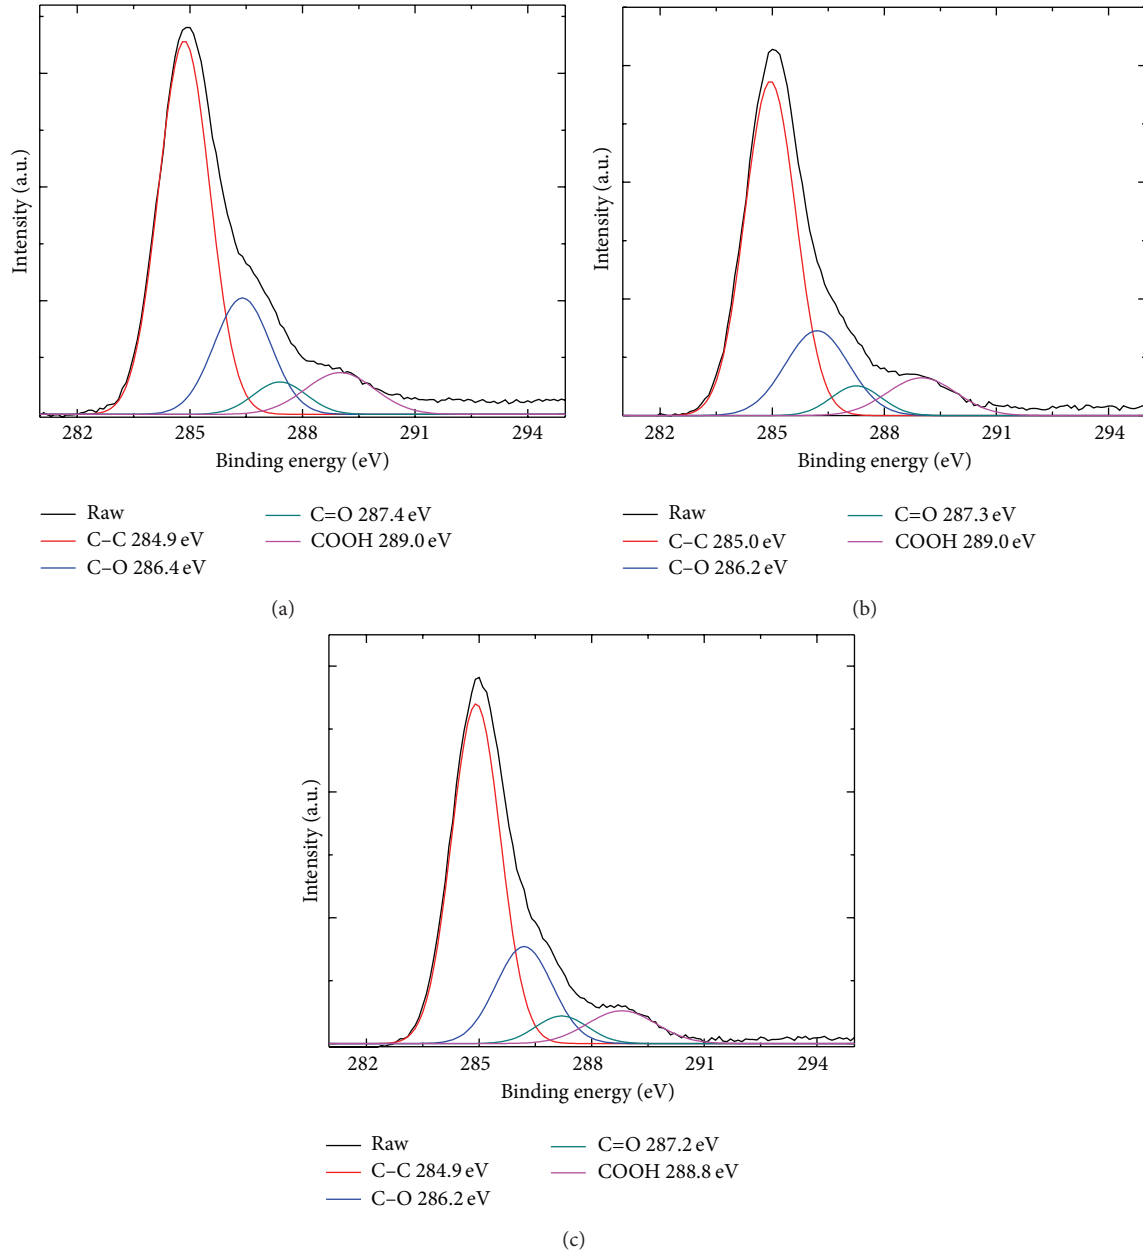 Intensity (a.u.)
282 285 288 291 294
Binding energy (eV)
Raw
C–C 284.9 eV
C–O 286.4 eV
C=O 287.4 eV
COOH 289.0 eV
(a)
Intensity (a.u.)
282 285 288 291 294
Binding energy (eV)
Raw
C–C 285.0 eV
C–O 286.2 eV
C=O 287.3 eV
COOH 289.0 eV
(b)
Intensity (a.u.)
282 285 288 291 294
Binding energy (eV)
Raw
C–C 284.9 eV
C–O 286.2 eV
C=O 287.2 eV
COOH 288.8 eV
(c)